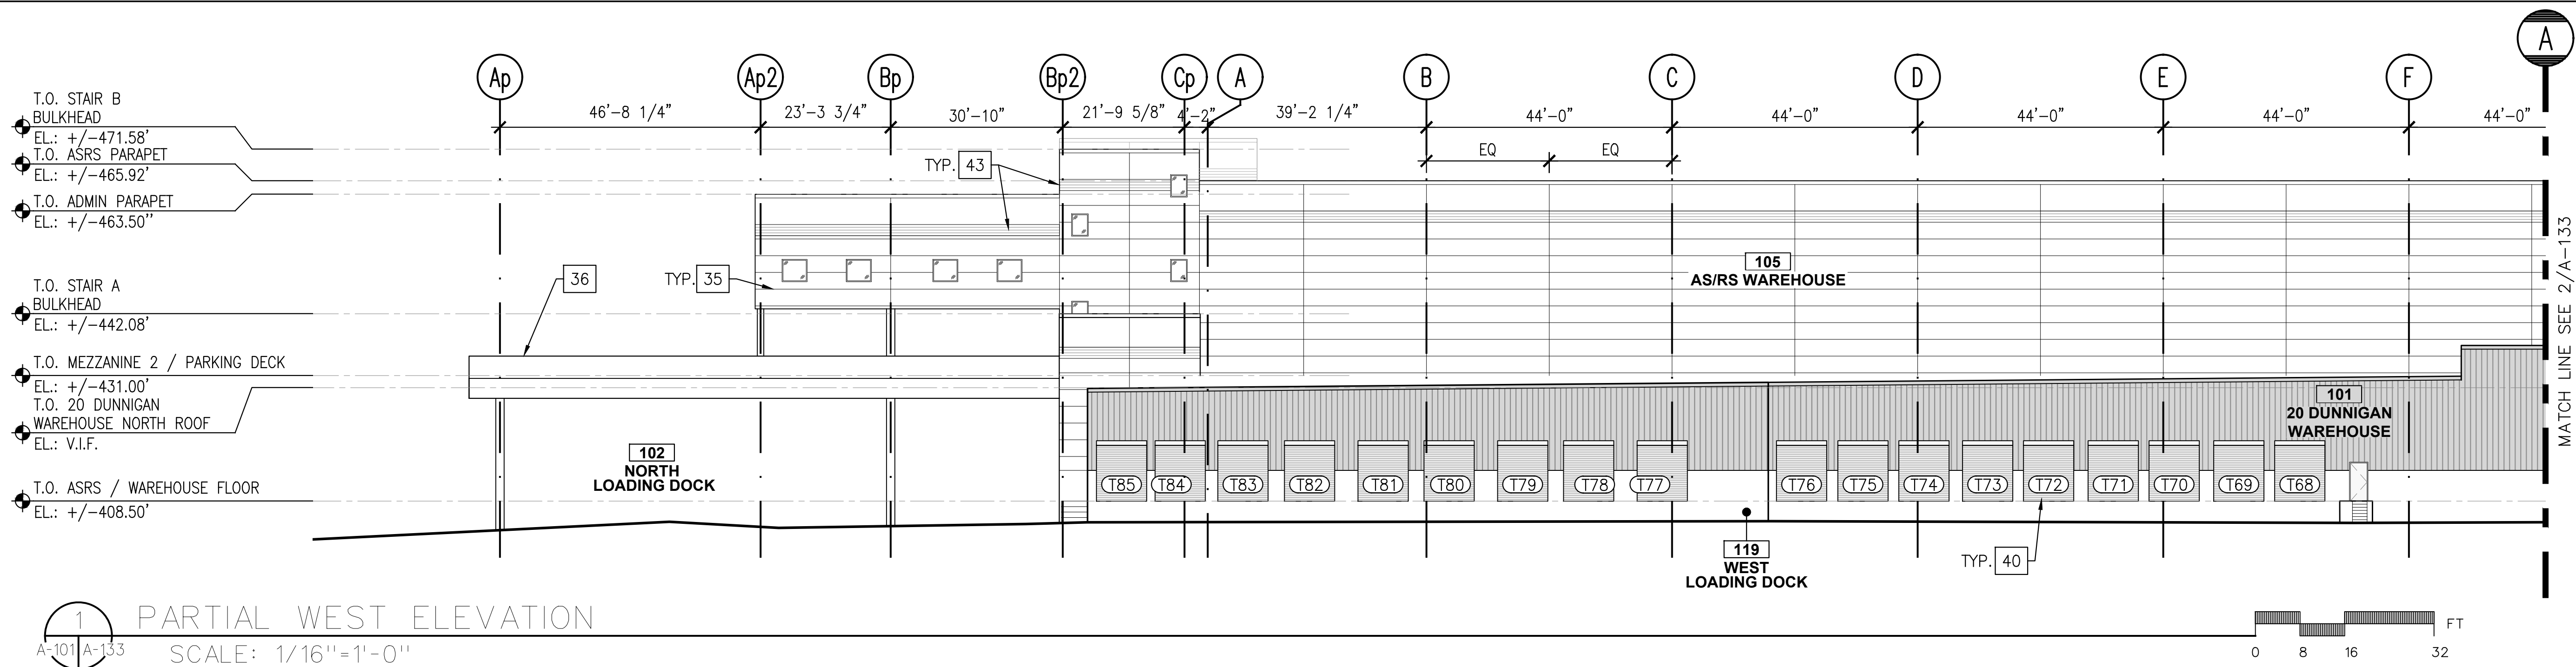 A
Ap
Ap2
Bp
Bp2
Cp
A
B
C
D
E
F
46'-8 1/4"
23'-3 3/4"
30'-10"
21'-9 5/8"
4'-2"
39'-2 1/4"
44'-0"
44'-0"
44'-0"
44'-0"
44'-0"
EQ
EQ
T.O. STAIR B
BULKHEAD
EL.: +/-471.58'
T.O. ASRS PARAPET
EL.: +/-465.92'
T.O. ADMIN PARAPET
EL.: +/-463.50''
T.O. STAIR A
BULKHEAD
EL.: +/-442.08'
T.O. MEZZANINE 2 / PARKING DECK
EL.: +/-431.00'
T.O. 20 DUNNIGAN
WAREHOUSE NORTH ROOF
EL.: V.I.F.
T.O. ASRS / WAREHOUSE FLOOR
EL.: +/-408.50'
TYP. 43
36
TYP. 35
105
AS/RS WAREHOUSE
101
20 DUNNIGAN
WAREHOUSE
102
NORTH
LOADING DOCK
T85
T84
T83
T82
T81
T80
T79
T78
T77
T76
T75
T74
T73
T72
T71
T70
T69
T68
119
WEST
LOADING DOCK
TYP. 40
MATCH LINE SEE 2/A-133
1
A-101
A-133
PARTIAL WEST ELEVATION
SCALE: 1/16"=1'-0"
FT
0 8 16 32